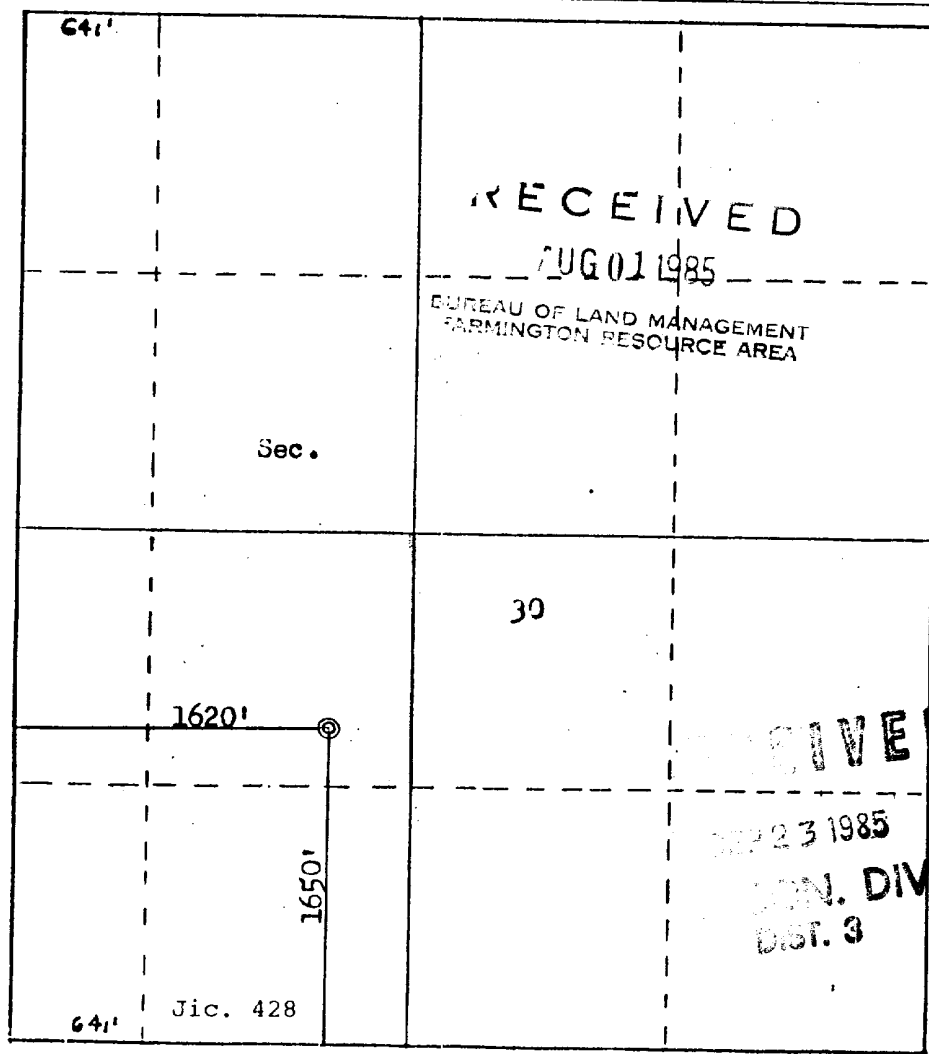 641'
RECEIVED
AUG 01 1985
BUREAU OF LAND MANAGEMENT
FARMINGTON RESOURCE AREA
Sec.
30
1620'
1650'
23 1985
DIV
DIST. 3
Jic. 428
641'